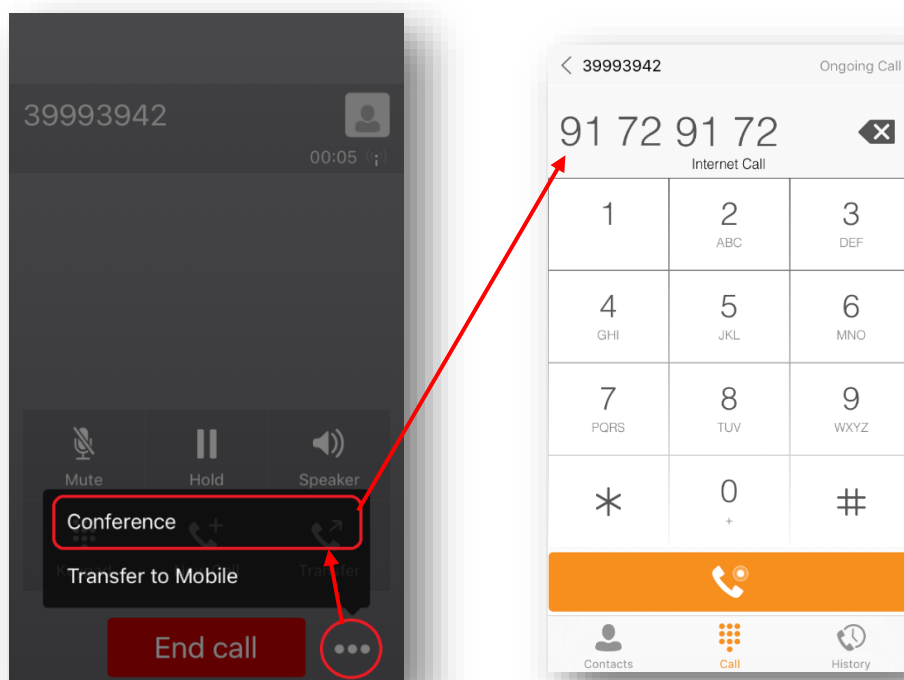 39993942
00:05
Mute Hold Speaker
Conference
Transfer
Transfer to Mobile
End call
39993942 Ongoing Call
91 72 91 72
Internet Call
1 2 3
ABC DEF
4 5 6
GHI JKL MNO
7 8 9
PQRS TUV WXYZ
* 0 #
+
Contacts Call History